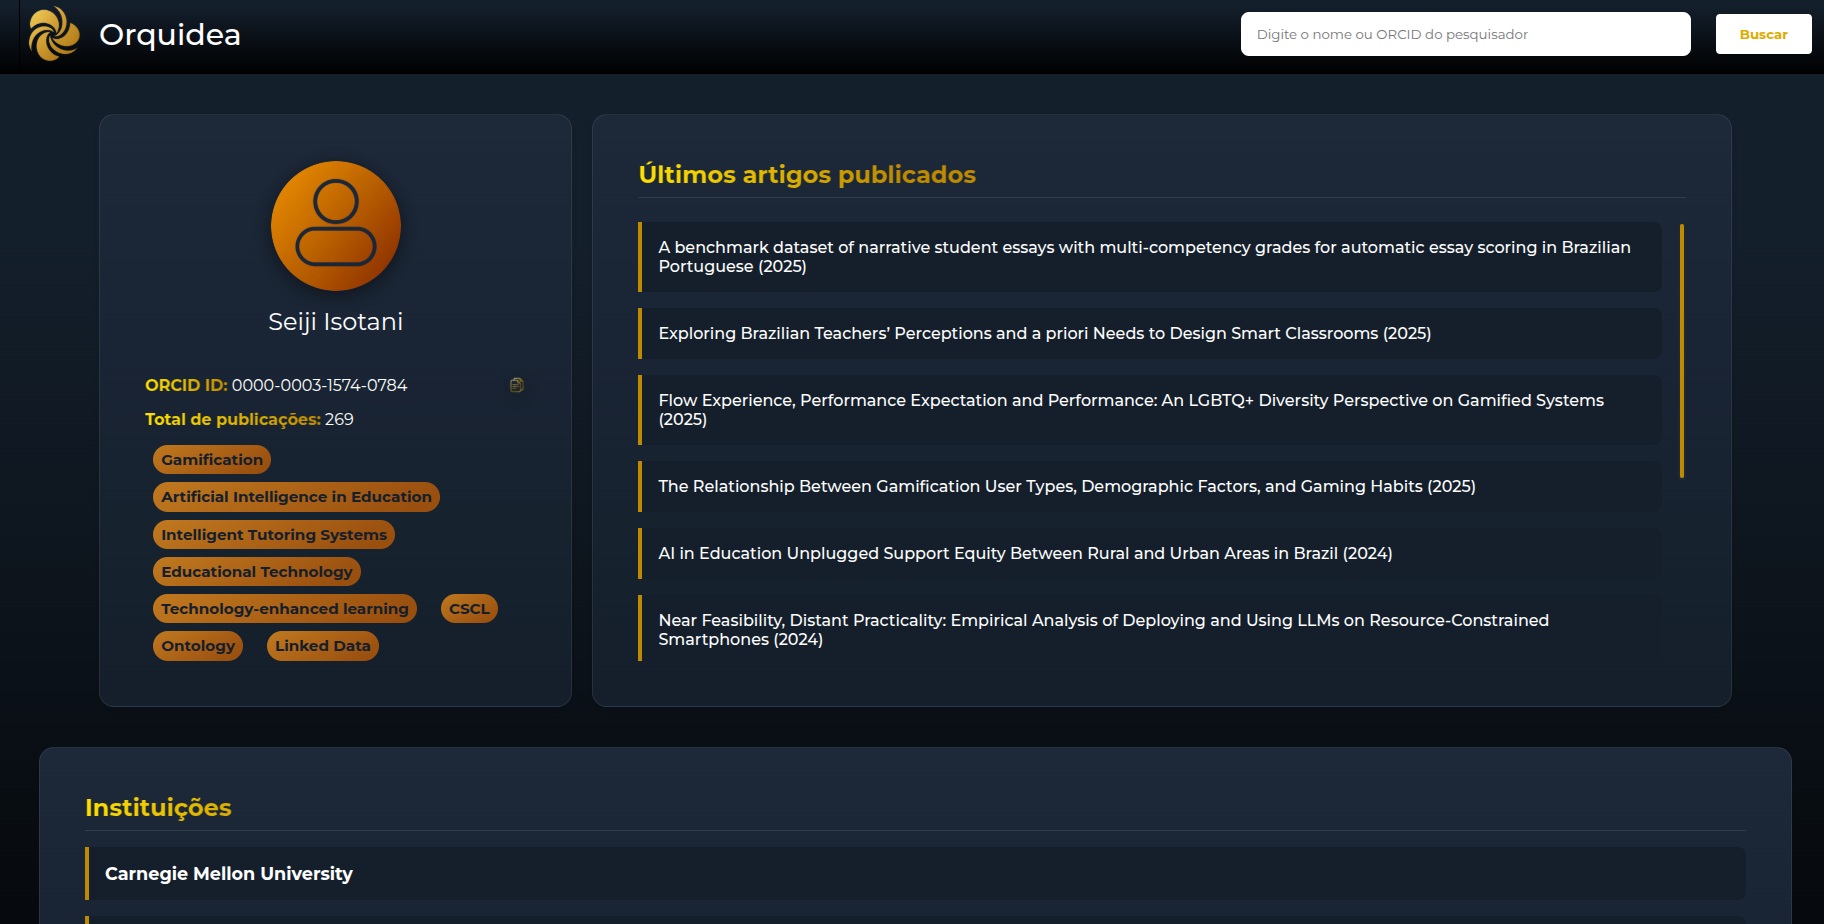 Orquidea
Digite o nome ou ORCID do pesquisador
Buscar
Seiji Isotani
ORCID ID: 0000-0003-1574-0784
Total de publicações: 269
Gamification
Artificial Intelligence in Education
Intelligent Tutoring Systems
Educational Technology
Technology-enhanced learning CSCL
Ontology Linked Data
Últimos artigos publicados
A benchmark dataset of narrative student essays with multi-competency grades for automatic essay scoring in Brazilian
Portuguese (2025)
Exploring Brazilian Teachers’ Perceptions and a priori Needs to Design Smart Classrooms (2025)
Flow Experience, Performance Expectation and Performance: An LGBTQ+ Diversity Perspective on Gamified Systems
(2025)
The Relationship Between Gamification User Types, Demographic Factors, and Gaming Habits (2025)
AI in Education Unplugged Support Equity Between Rural and Urban Areas in Brazil (2024)
Near Feasibility, Distant Practicality: Empirical Analysis of Deploying and Using LLMs on Resource-Constrained
Smartphones (2024)
Instituições
Carnegie Mellon University